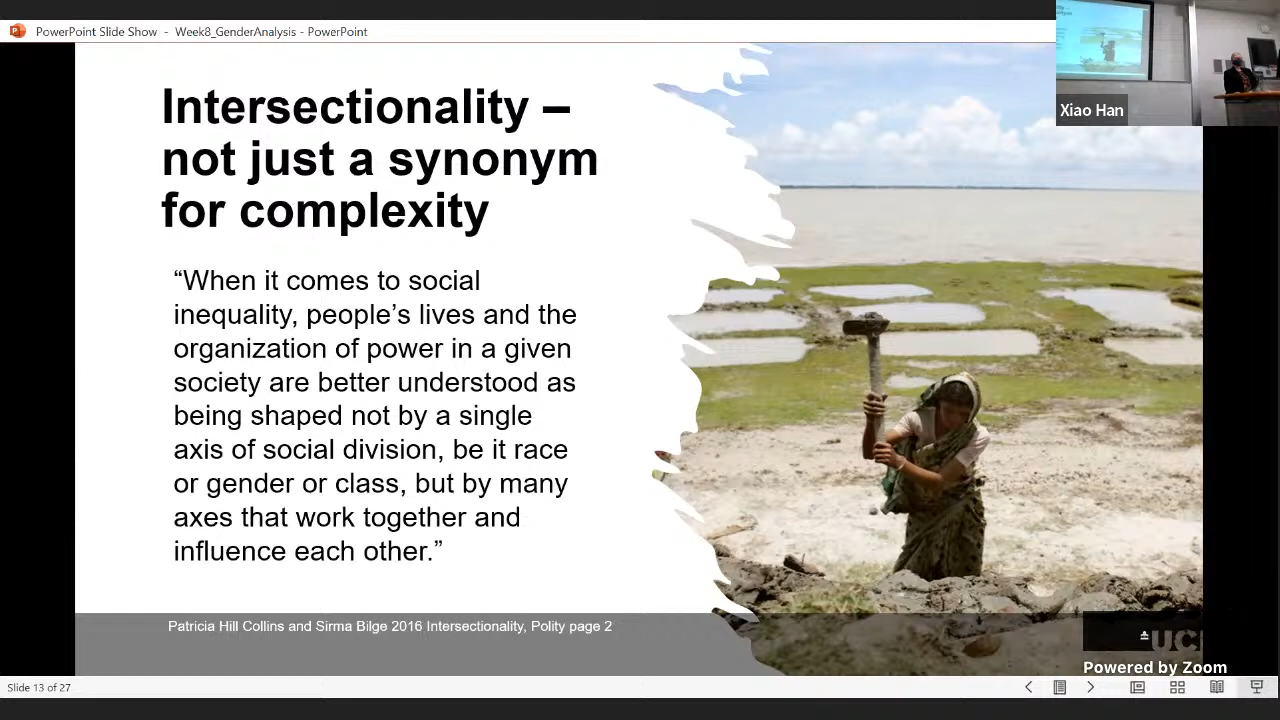 PowerPoint Slide Show - Week8_GenderAnalysis - PowerPoint
Xiao Han
Intersectionality –
not just a synonym
for complexity
“When it comes to social
inequality, people’s lives and the
organization of power in a given
society are better understood as
being shaped not by a single
axis of social division, be it race
or gender or class, but by many
axes that work together and
influence each other.”
Patricia Hill Collins and Sirma Bilge 2016 Intersectionality, Polity page 2
Powered by Zoom
Slide 13 of 27